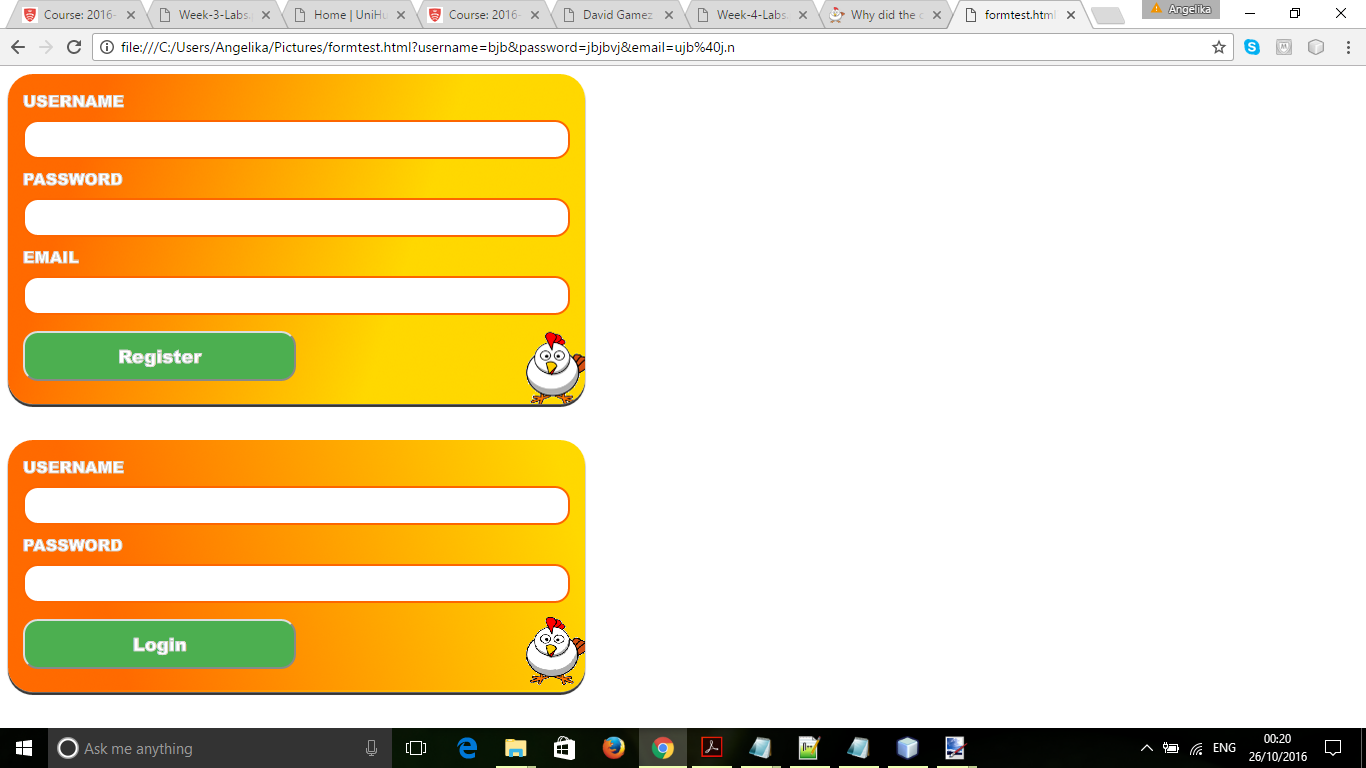 Course: 2016-
Week-3-Labs.
Home | UniHu
Course: 2016-
David Gamez
Week-4-Labs.
Why did the c
formtest.html
Angelika
file:///C:/Users/Angelika/Pictures/formtest.html?username=bjb&password=jbjbvj&email=ujb%40j.n
USERNAME
PASSWORD
EMAIL
Register
USERNAME
PASSWORD
Login
Ask me anything
ENG
00:20
26/10/2016